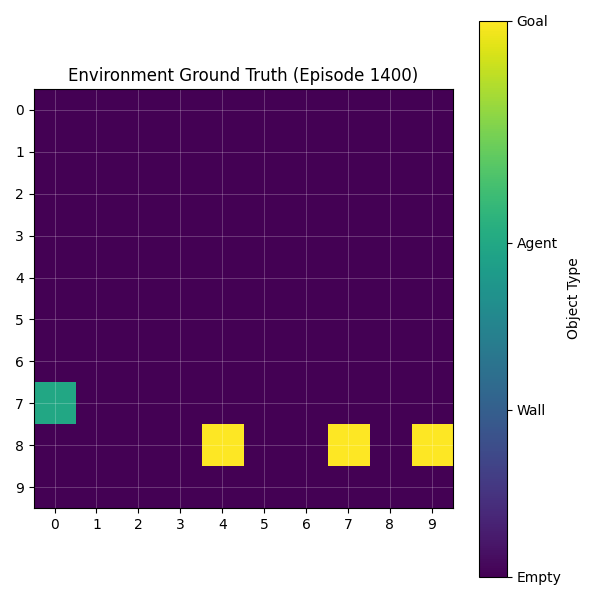 Environment Ground Truth (Episode 1400)
0
1
2
3
4
5
6
7
8
9
0 1 2 3 4 5 6 7 8 9
Goal
Agent
Wall
Empty
Object Type